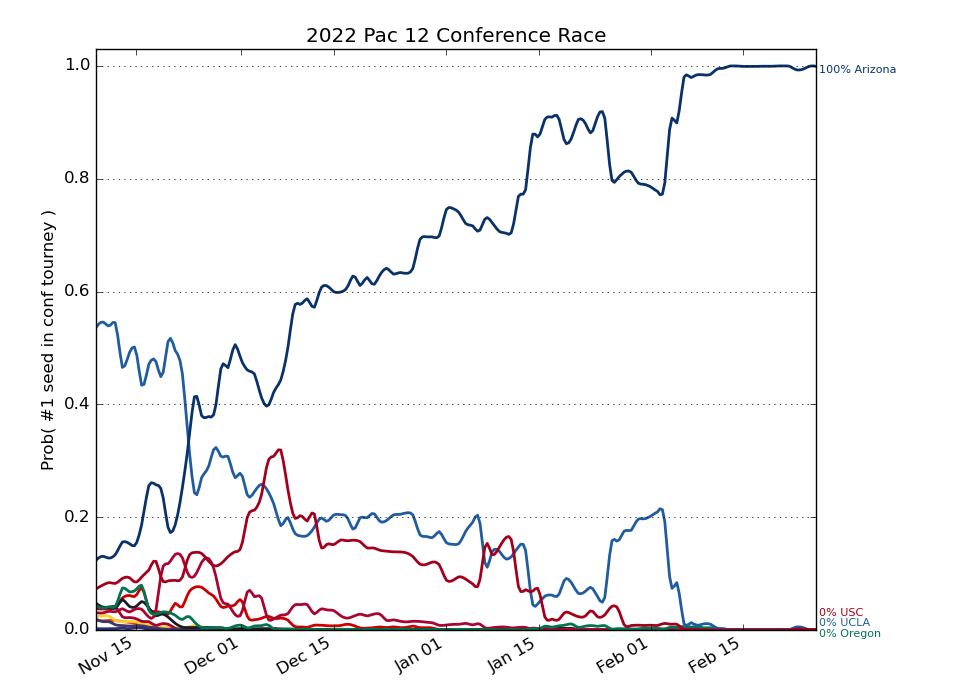 2022 Pac 12 Conference Race
Prob( #1 seed in conf tourney )
1.0
0.8
0.6
0.4
0.2
0.0
Nov 15
Dec 01
Dec 15
Jan 01
Jan 15
Feb 01
Feb 15
100% Arizona
0% USC
0% UCLA
0% Oregon